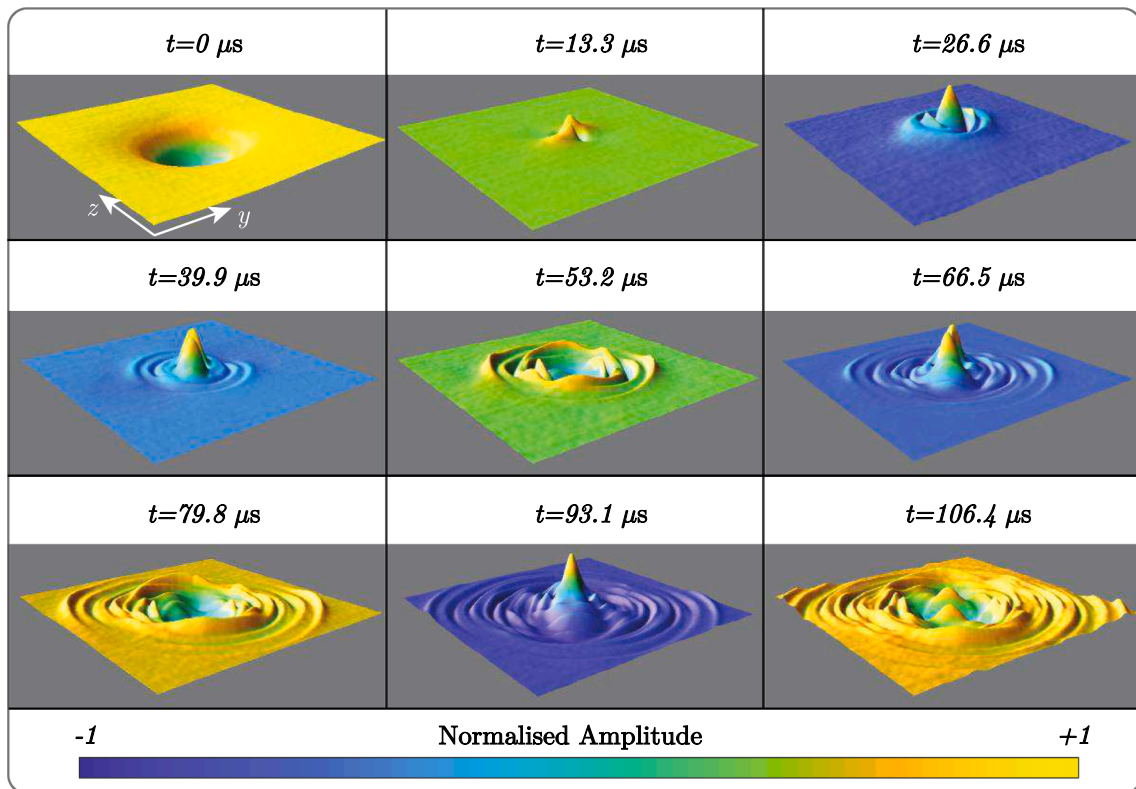 t=0 μs
t=13.3 μs
t=26.6 μs
z
y
t=39.9 μs
t=53.2 μs
t=66.5 μs
t=79.8 μs
t=93.1 μs
t=106.4 μs
-1 Normalised Amplitude +1